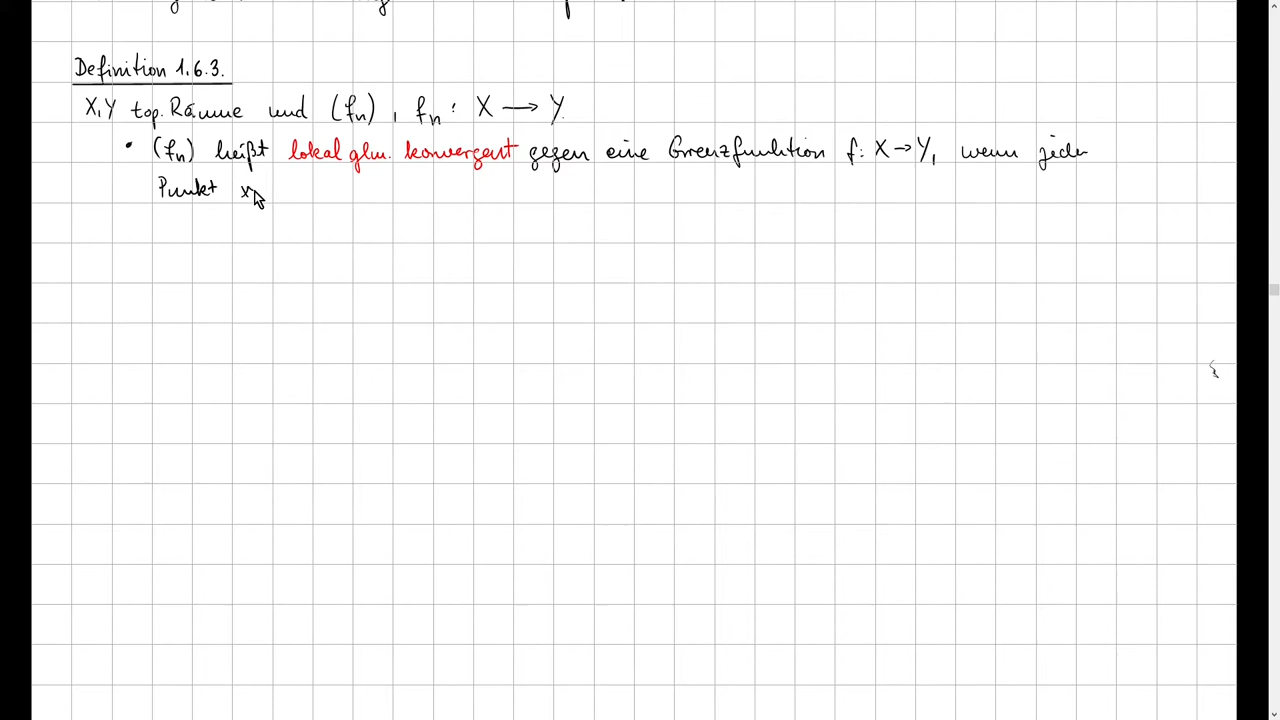 Definition 1.6.3.
X, Y top. Räume und (fn), fn : X → Y.
• (fn) heißt lokal glm. konvergent gegen eine Grenzfunktion f: X → Y, wenn jeder
Punkt x